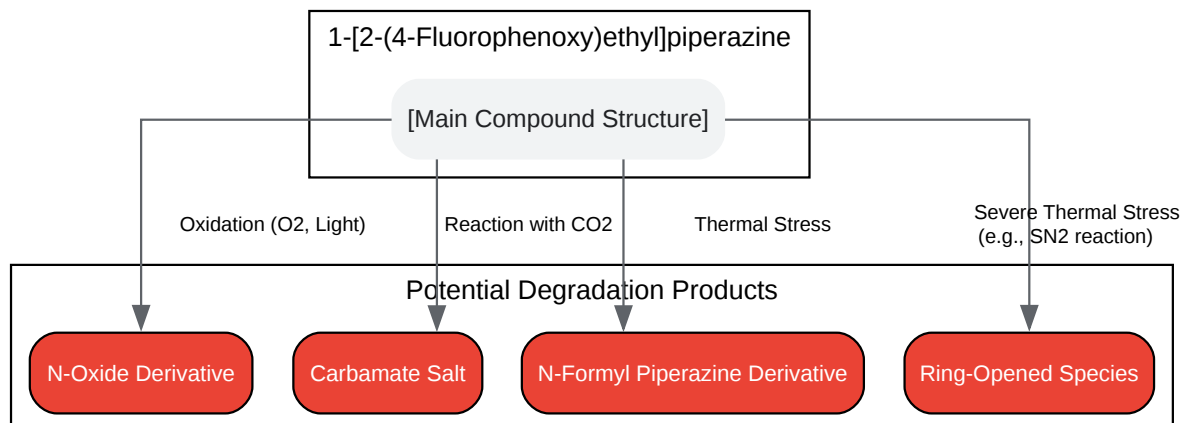 1-[2-(4-Fluorophenoxy)ethyl]piperazine
[Main Compound Structure]
Oxidation (O2, Light)
Reaction with CO2
Thermal Stress
Severe Thermal Stress
(e.g., SN2 reaction)
Potential Degradation Products
N-Oxide Derivative
Carbamate Salt
N-Formyl Piperazine Derivative
Ring-Opened Species